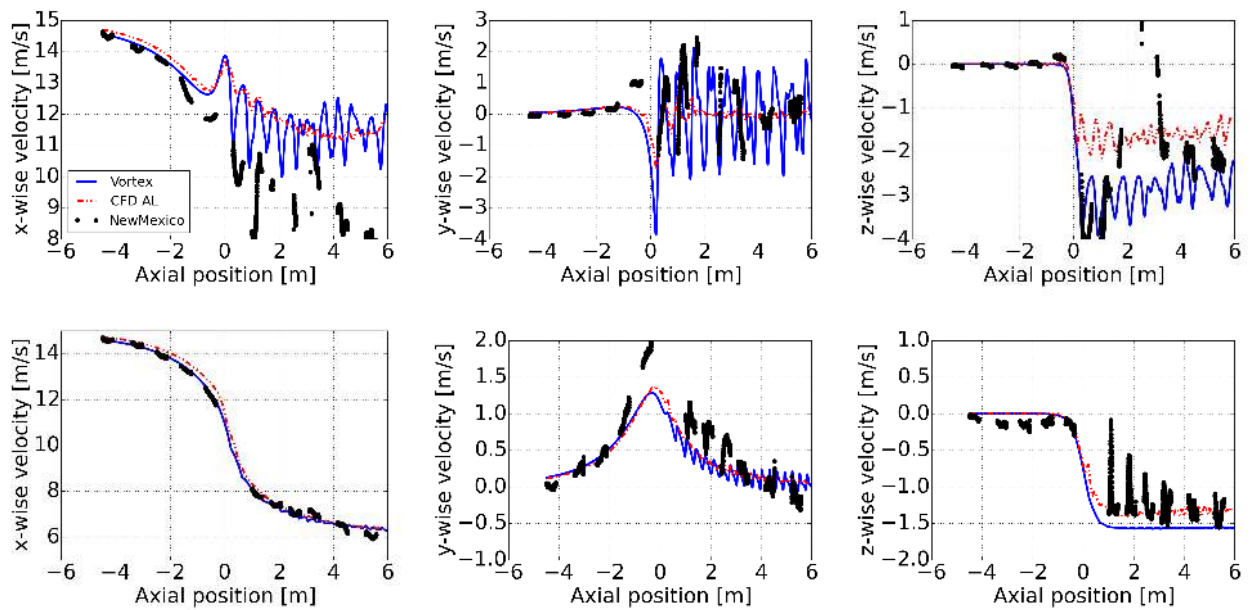 15
14
13
12
11
10
9
8
x-wise velocity [m/s]
Vortex
CFD AL
NewMexico
−6 −4 −2 0 2 4 6
Axial position [m]
3
2
1
0
−1
−2
−3
−4
y-wise velocity [m/s]
−6 −4 −2 0 2 4 6
Axial position [m]
1
0
−1
−2
−3
−4
z-wise velocity [m/s]
−6 −4 −2 0 2 4 6
Axial position [m]
14
12
10
8
6
x-wise velocity [m/s]
−6 −4 −2 0 2 4 6
Axial position [m]
2.0
1.5
1.0
0.5
0.0
−0.5
−1.0
y-wise velocity [m/s]
−6 −4 −2 0 2 4 6
Axial position [m]
1.0
0.5
0.0
−0.5
−1.0
−1.5
−2.0
z-wise velocity [m/s]
−6 −4 −2 0 2 4 6
Axial position [m]